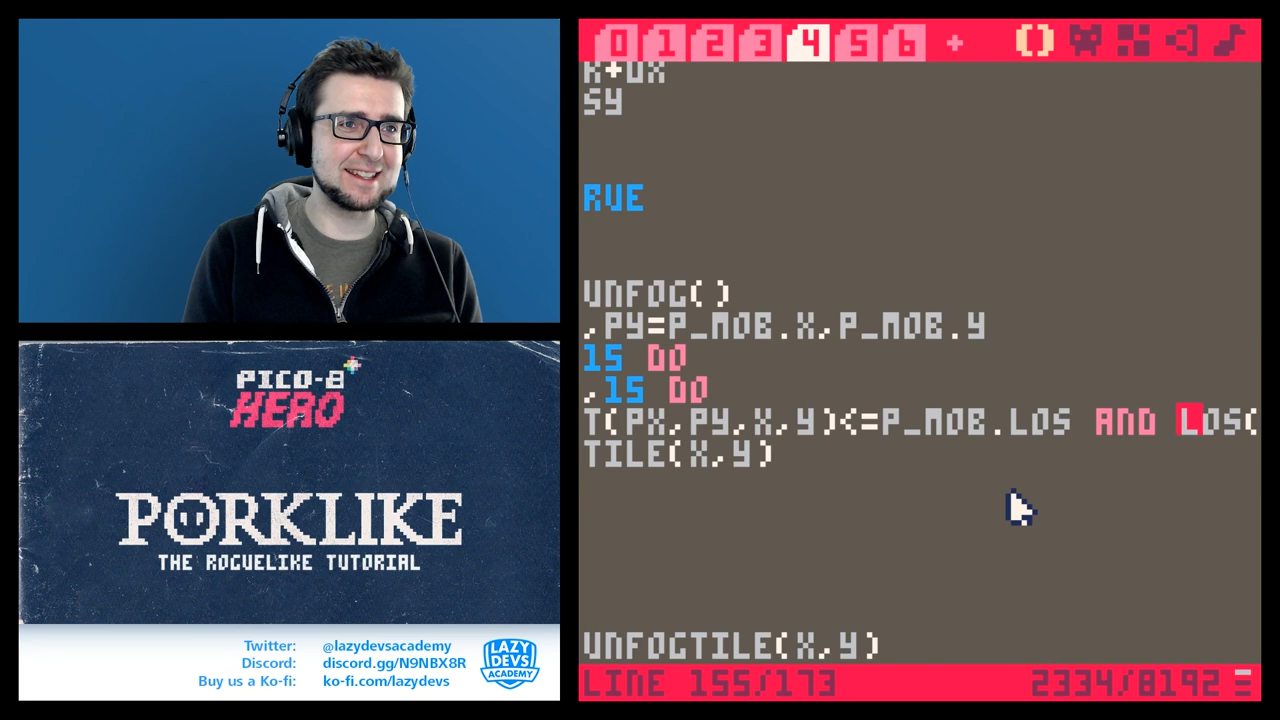 0 1 2 3 4 5 6 +
K+DX
SY
RUE
UNFOG()
,PY=P_MOB.X,P_MOB.Y
15 DO
,15 DO
T(PX,PY,X,Y)<=P_MOB.LOS AND LOS(
TILE(X,Y)
UNFOGTILE(X,Y)
LINE 155/173 2334/8192
PICO-8
HERO
PORKLIKE
THE ROGUELIKE TUTORIAL
Twitter: @lazydevsacademy
Discord: discord.gg/N9NBX8R
Buy us a Ko-fi: ko-fi.com/lazydevs
LAZY
DEVS
ACADEMY